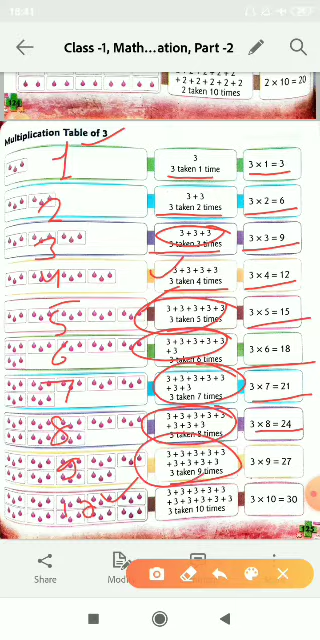 18:41
Class -1, Math...ation, Part -2
+ 2 + 2 + 2 + 2 + 2
2 taken 10 times
2 × 10 = 20
121
Multiplication Table of 3
1
3
3 taken 1 time
3 × 1 = 3
2
3 + 3
3 taken 2 times
3 × 2 = 6
3
3 + 3 + 3
3 taken 3 times
3 × 3 = 9
4
3 + 3 + 3 + 3
3 taken 4 times
3 × 4 = 12
5
3 + 3 + 3 + 3 + 3
3 taken 5 times
3 × 5 = 15
6
3 + 3 + 3 + 3 + 3
+ 3
3 taken 6 times
3 × 6 = 18
7
3 + 3 + 3 + 3 + 3
+ 3 + 3
3 taken 7 times
3 × 7 = 21
8
3 + 3 + 3 + 3 + 3
+ 3 + 3 + 3
3 taken 8 times
3 × 8 = 24
9
3 + 3 + 3 + 3 + 3
+ 3 + 3 + 3 + 3
3 taken 9 times
3 × 9 = 27
10
3 + 3 + 3 + 3 + 3
+ 3 + 3 + 3 + 3 + 3
3 taken 10 times
3 × 10 = 30
Share